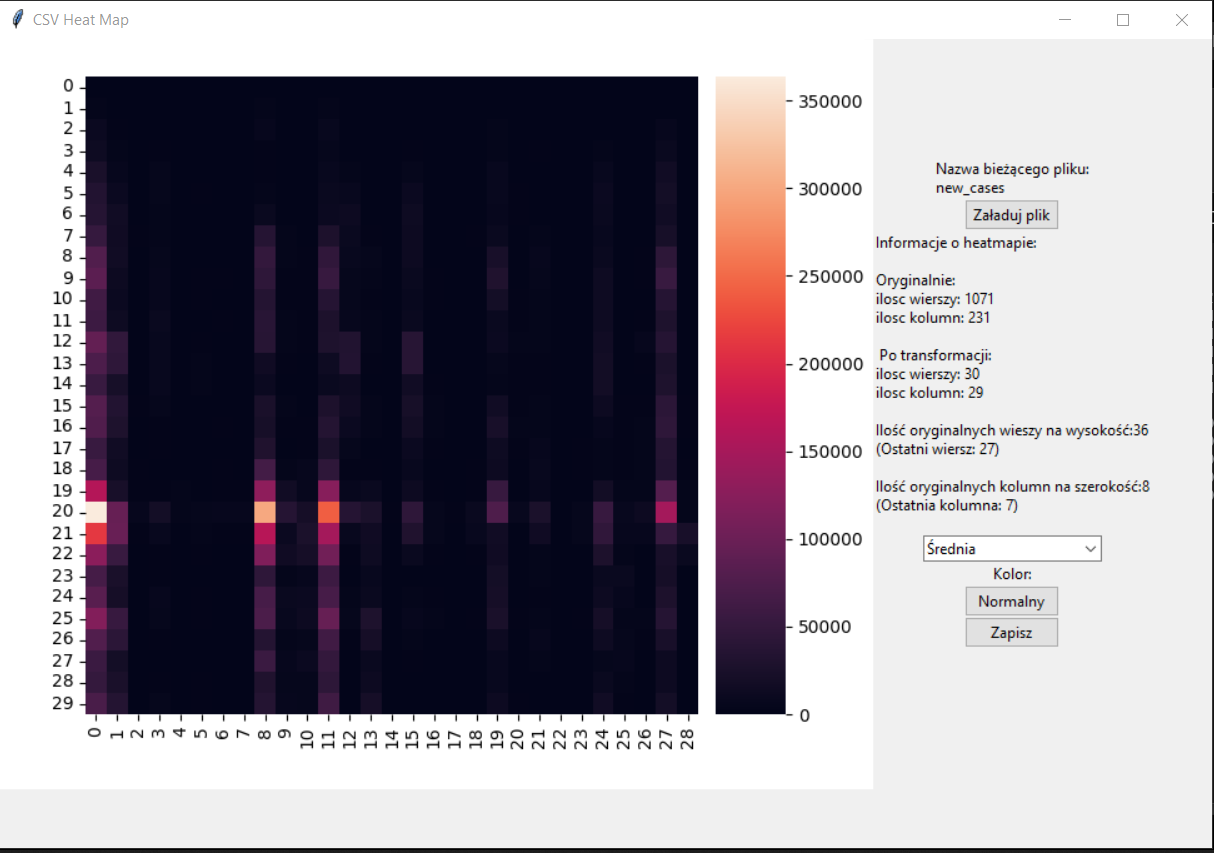 CSV Heat Map
0
1
2
3
4
5
6
7
8
9
10
11
12
13
14
15
16
17
18
19
20
21
22
23
24
25
26
27
28
29
0 1 2 3 4 5 6 7 8 9 10 11 12 13 14 15 16 17 18 19 20 21 22 23 24 25 26 27 28
350000
300000
250000
200000
150000
100000
50000
0
Nazwa bieżącego pliku:
new_cases
Załaduj plik
Informacje o heatmapie:
Oryginalnie:
ilosc wierszy: 1071
ilosc kolumn: 231
Po transformacji:
ilosc wierszy: 30
ilosc kolumn: 29
Ilość oryginalnych wieszy na wysokość:36
(Ostatni wiersz: 27)
Ilość oryginalnych kolumn na szerokość:8
(Ostatnia kolumna: 7)
Średnia
Kolor:
Normalny
Zapisz